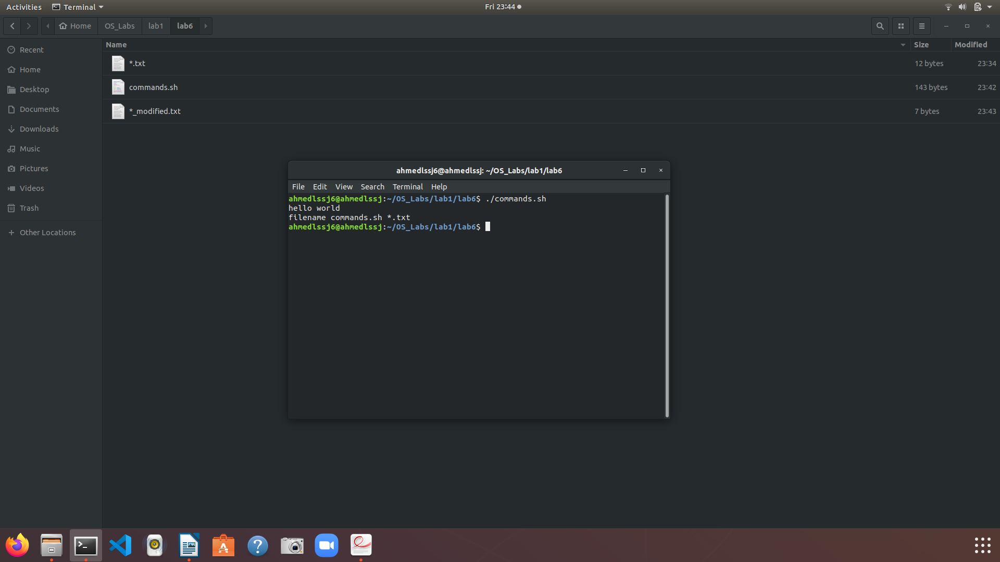 Activities Terminal Fri 23:44
Home OS_Labs lab1 lab6
Name Size Modified
Recent
Home
Desktop
Documents
Downloads
Music
Pictures
Videos
Trash
Other Locations
*.txt 12 bytes 23:34
commands.sh 143 bytes 23:42
*_modified.txt 7 bytes 23:43
ahmedlssj6@ahmedlssj: ~/OS_Labs/lab1/lab6
File Edit View Search Terminal Help
ahmedlssj6@ahmedlssj:~/OS_Labs/lab1/lab6$ ./commands.sh
hello world
filename commands.sh *.txt
ahmedlssj6@ahmedlssj:~/OS_Labs/lab1/lab6$